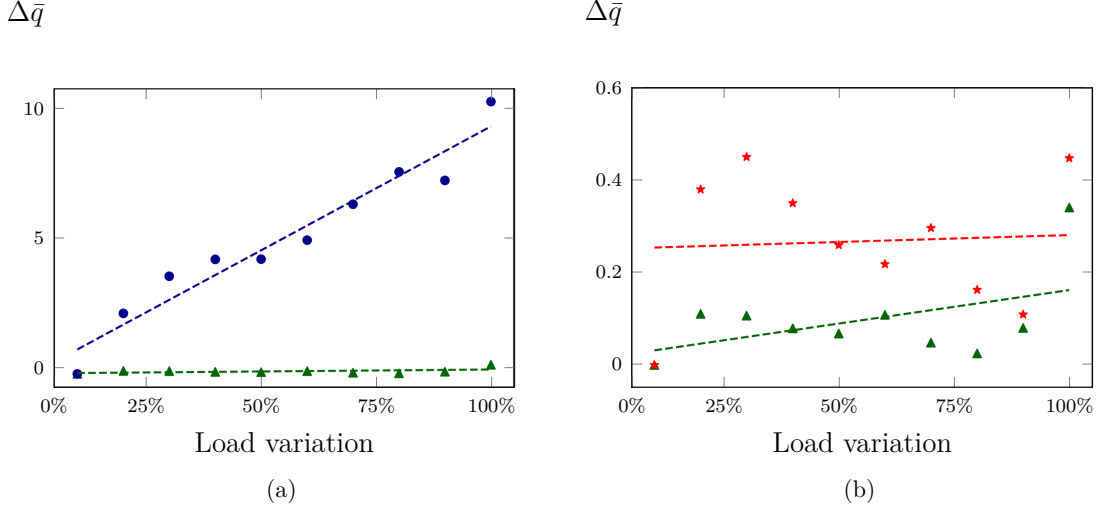 Δq̄
10
5
0
0% 25% 50% 75% 100%
Load variation
(a)
Δq̄
0.6
0.4
0.2
0
0% 25% 50% 75% 100%
Load variation
(b)